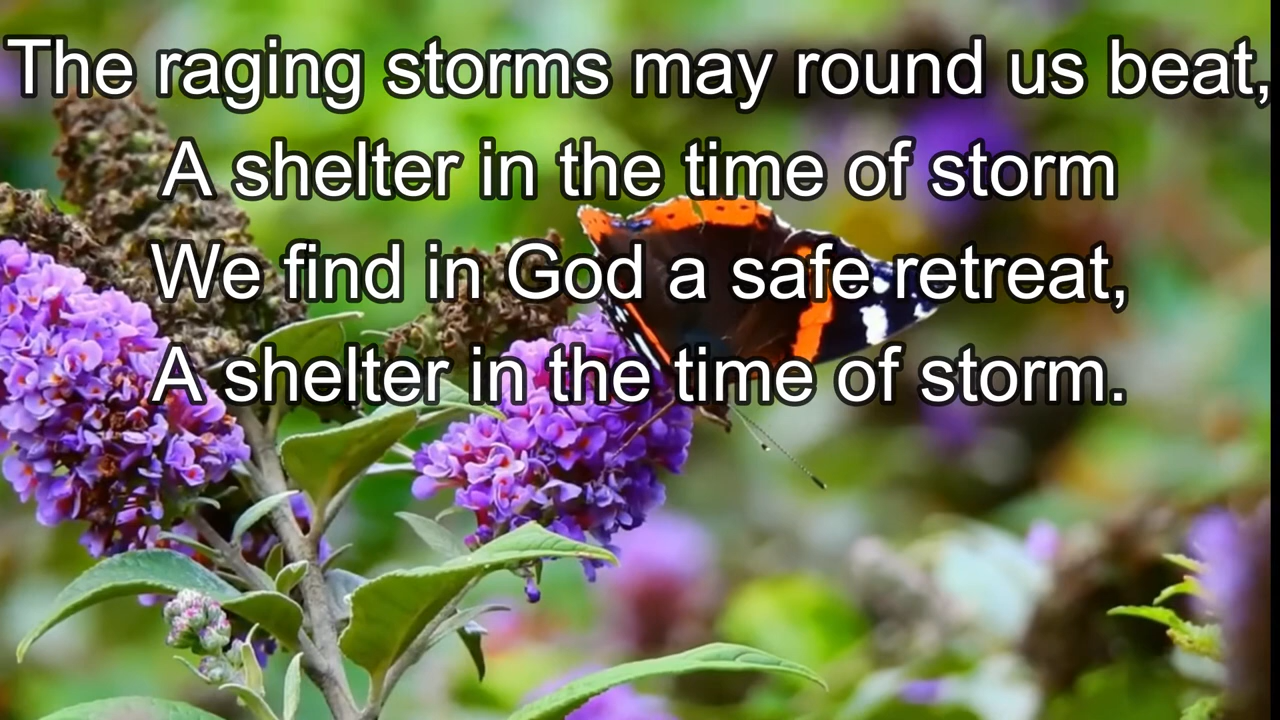 The raging storms may round us beat,
A shelter in the time of storm
We find in God a safe retreat,
A shelter in the time of storm.